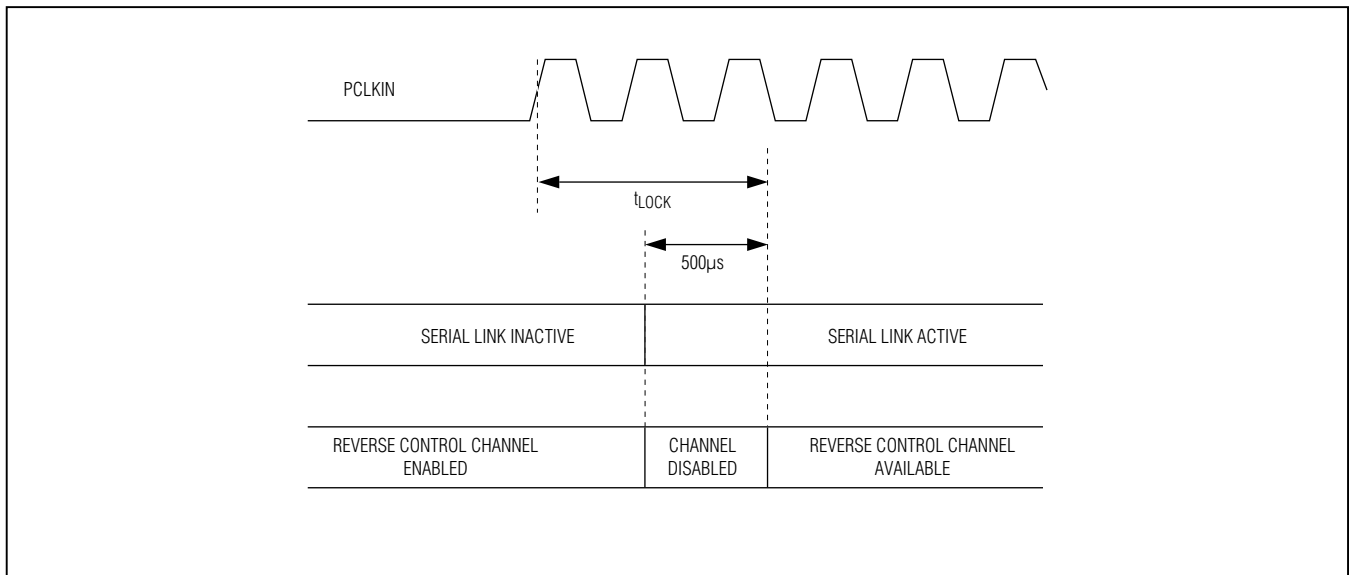 PCLKIN
tLOCK
500µs
SERIAL LINK INACTIVE
SERIAL LINK ACTIVE
REVERSE CONTROL CHANNEL
ENABLED
CHANNEL
DISABLED
REVERSE CONTROL CHANNEL
AVAILABLE